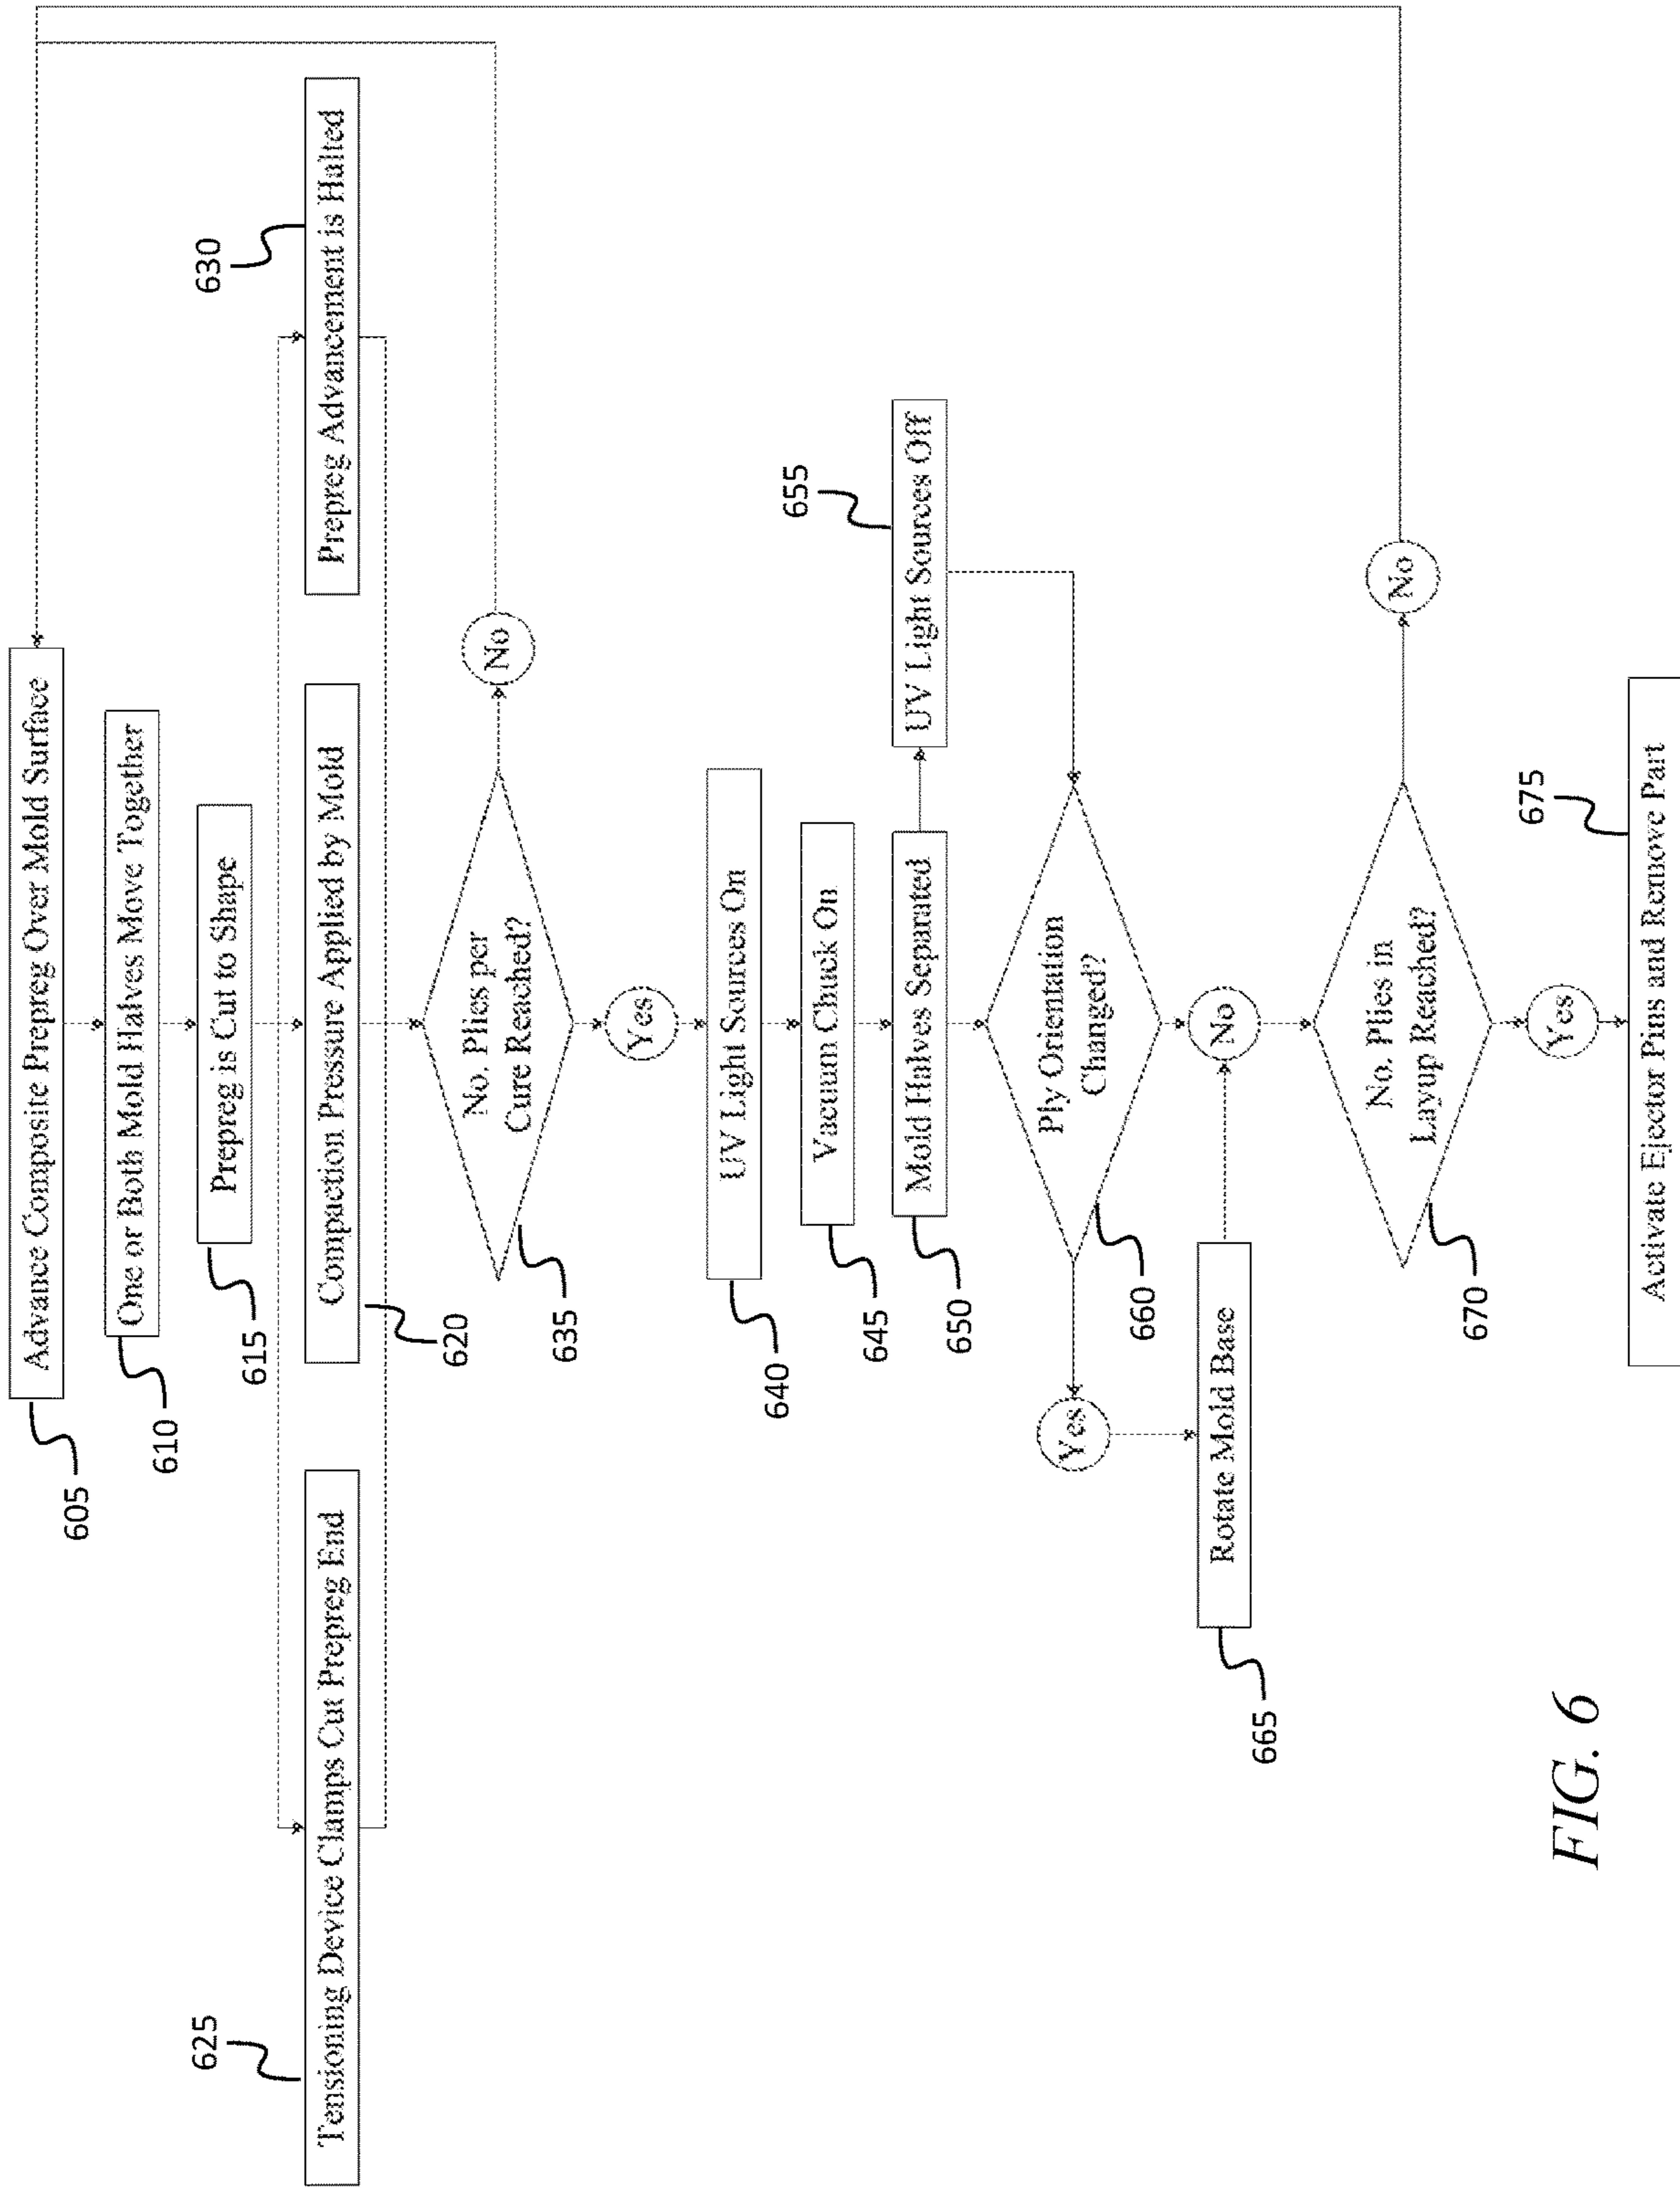 Advance Composite Prepreg Over Mold Surface
605
One or Both Mold Halves Move Together
610
Prepreg is Cut to Shape
615
625
Tensioning Device Clamps Cut Prepreg End
Compaction Pressure Applied by Mold
620
630
Prepreg Advancement is Halted
No. Plies per
Cure Reached?
635
No
Yes
UV Light Sources On
640
Vacuum Chuck On
645
Mold Halves Separated
650
655
UV Light Sources Off
Ply Orientation
Changed?
660
Yes
Rotate Mold Base
665
No
No. Plies in
Layup Reached?
670
No
Yes
675
Activate Ejector Pins and Remove Part
FIG. 6